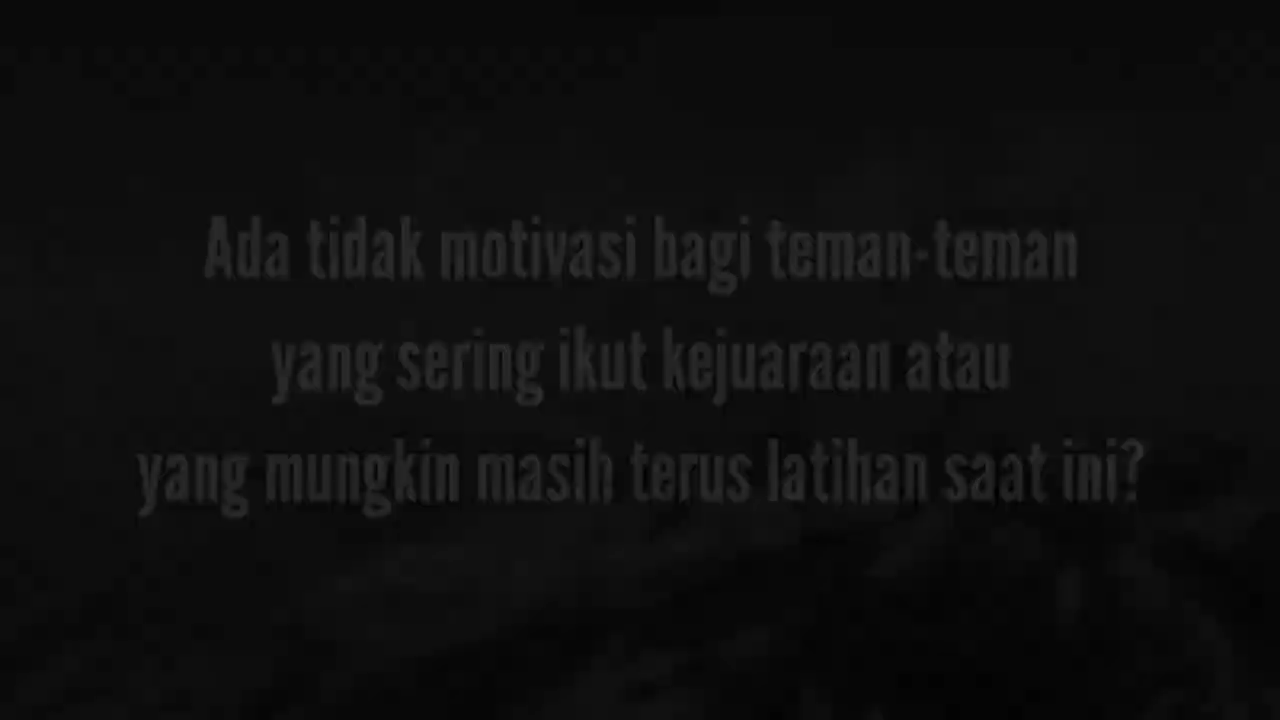 Ada tidak motivasi bagi teman-teman
yang sering ikut kejuaraan atau
yang mungkin masih terus latihan saat ini?